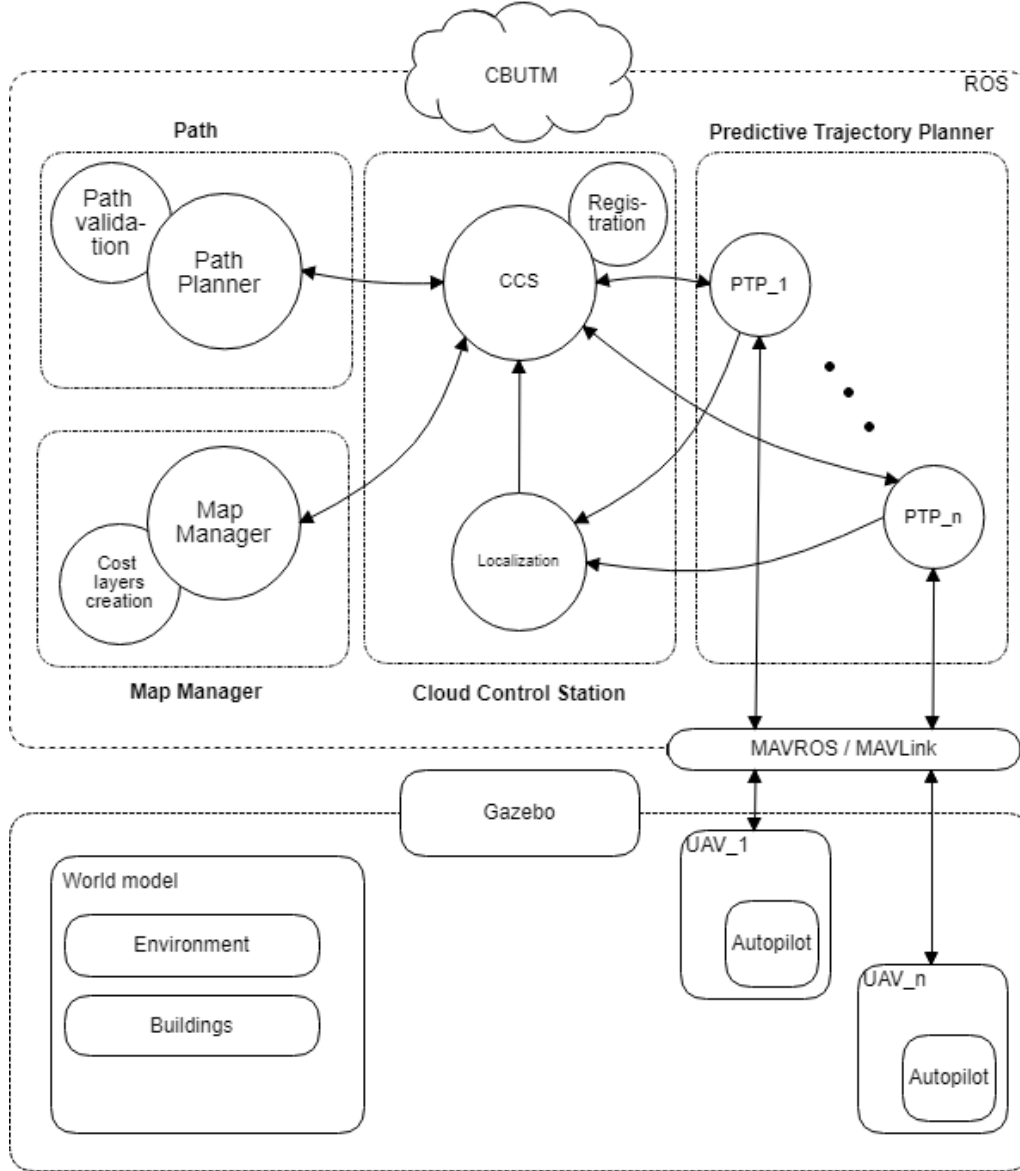 CBUTM
ROS
Path
Predictive Trajectory Planner
Path
valida-
tion
Path
Planner
CCS
Regis-
tration
PTP_1
PTP_n
Map
Manager
Cost
layers
creation
Localization
Map Manager
Cloud Control Station
MAVROS / MAVLink
Gazebo
World model
Environment
Buildings
UAV_1
Autopilot
UAV_n
Autopilot